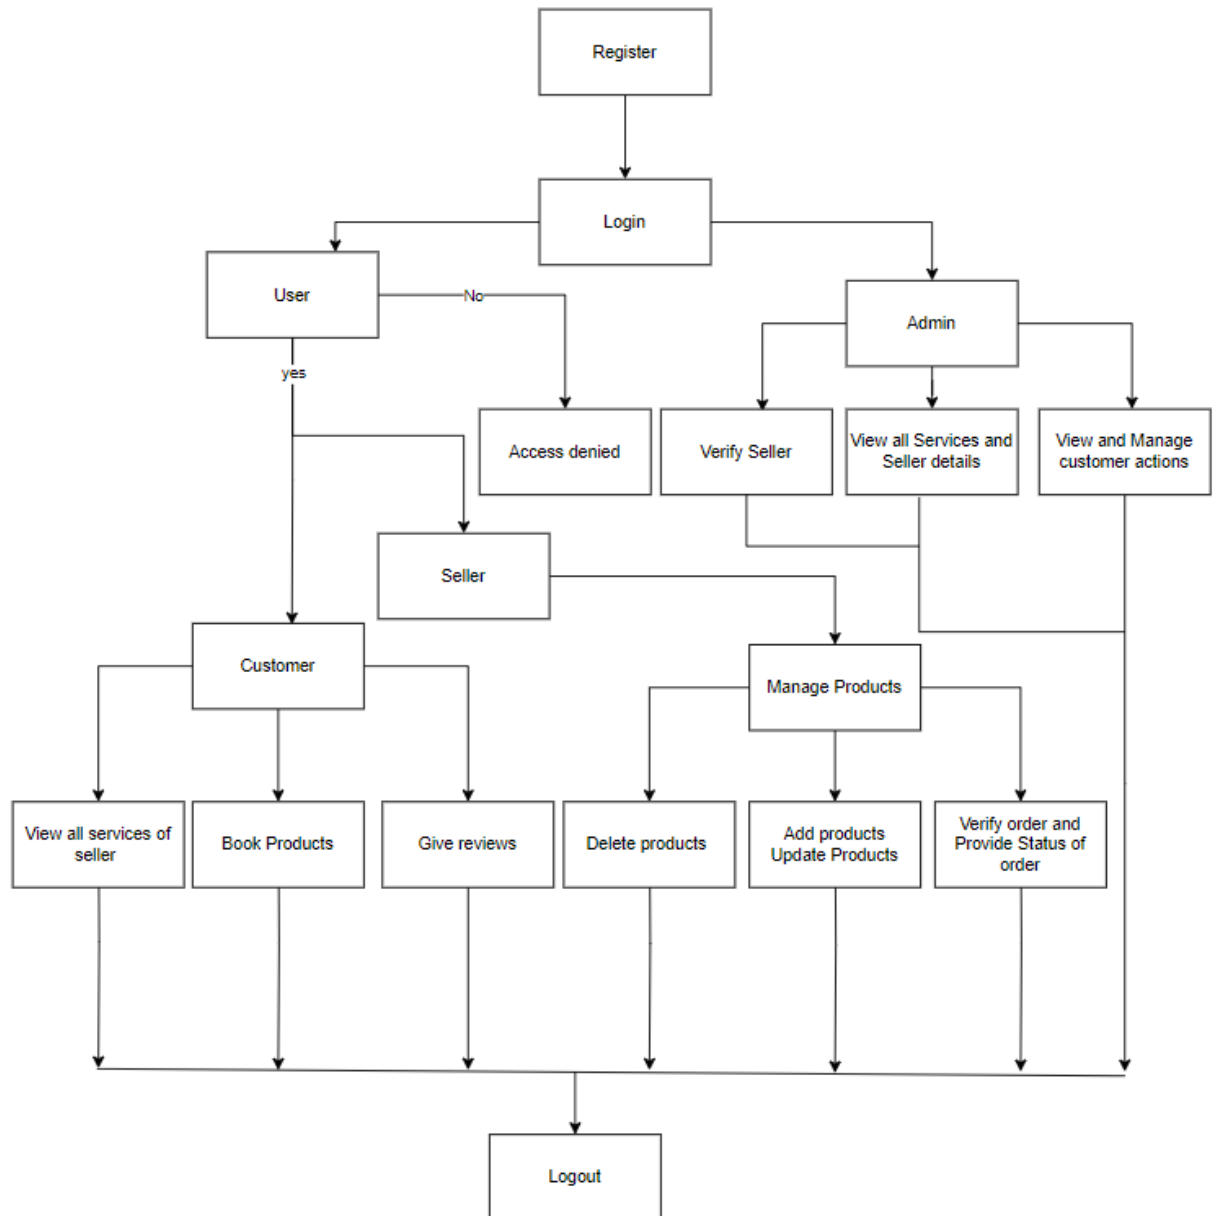 Register
Login
User
No
Admin
yes
Access denied
Verify Seller
View all Services and
Seller details
View and Manage
customer actions
Seller
Customer
Manage Products
View all services of
seller
Book Products
Give reviews
Delete products
Add products
Update Products
Verify order and
Provide Status of
order
Logout